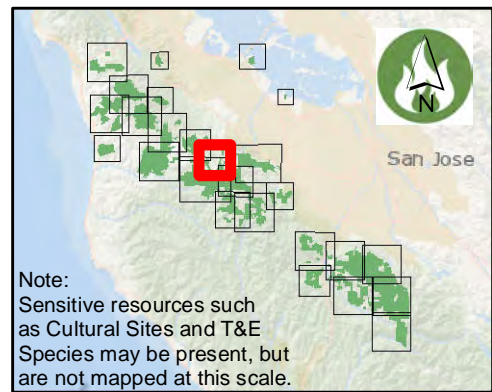 N
San Jose
Note:
Sensitive resources such
as Cultural Sites and T&E
Species may be present, but
are not mapped at this scale.